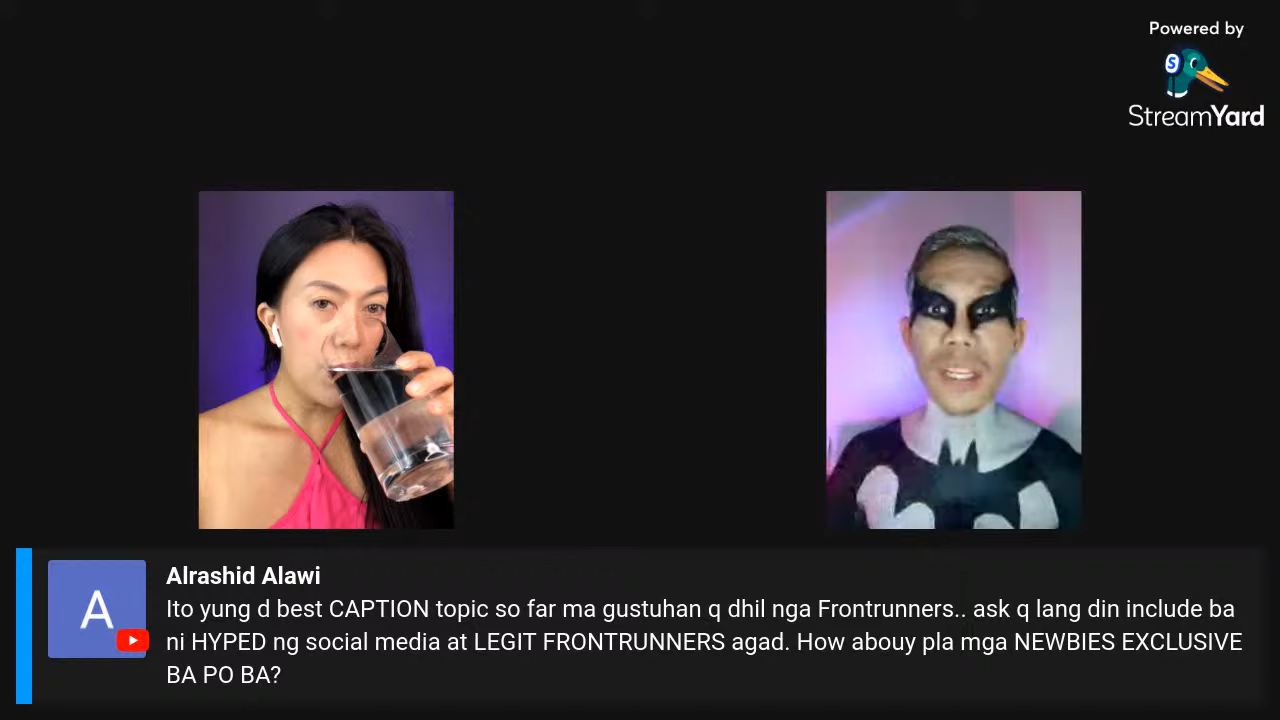 Powered by
S
StreamYard
A
Alrashid Alawi
Ito yung d best CAPTION topic so far ma gustuhan q dhil nga Frontrunners.. ask q lang din include ba
ni HYPED ng social media at LEGIT FRONTRUNNERS agad. How abouy pla mga NEWBIES EXCLUSIVE
BA PO BA?